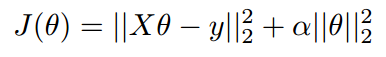 J(θ) = ||Xθ − y||₂² + α||θ||₂²